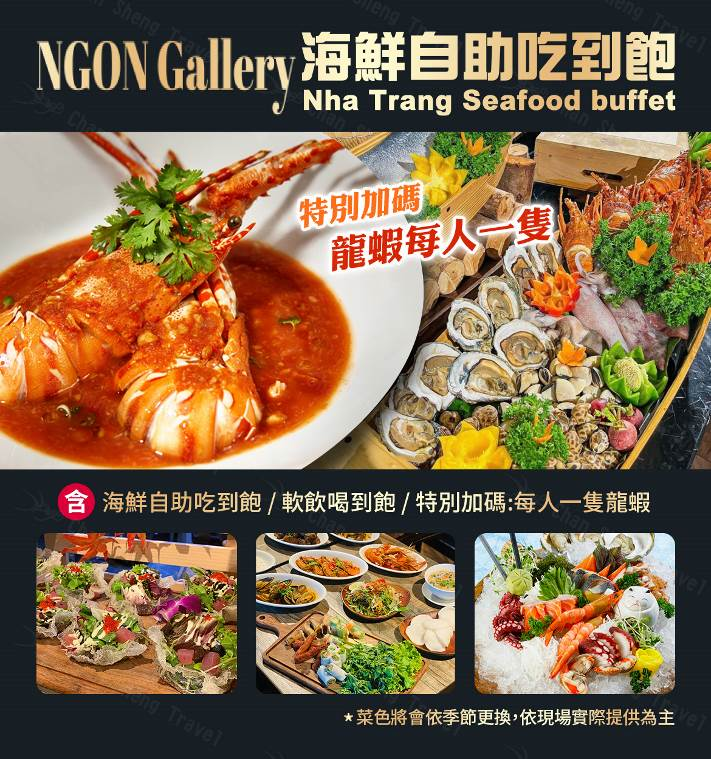 NGON Gallery 海鮮自助吃到飽
Nha Trang Seafood buffet
特別加碼
龍蝦每人一隻
含 海鮮自助吃到飽 / 軟飲喝到飽 / 特別加碼:每人一隻龍蝦
★菜色將會依季節更換,依現場實際提供為主
Chan Sheng Travel